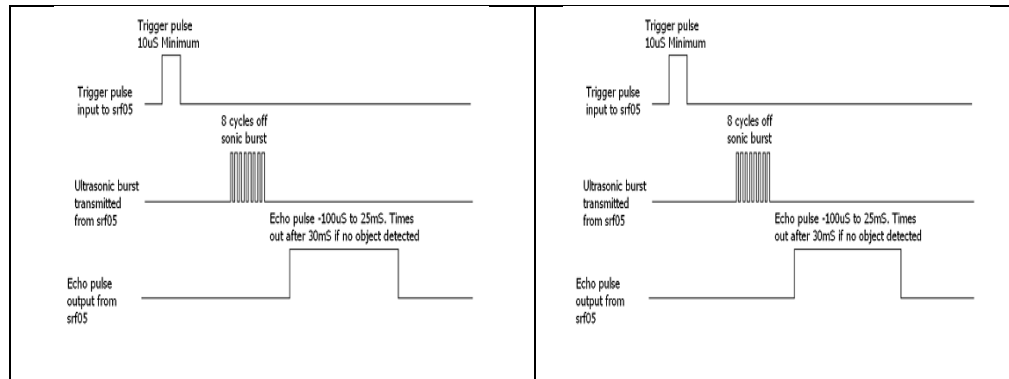 Trigger pulse
10uS Minimum
Trigger pulse
input to srf05
8 cycles off
sonic burst
Ultrasonic burst
transmitted
from srf05
Echo pulse -100uS to 25mS. Times
out after 30mS if no object detected
Echo pulse
output from
srf05
Trigger pulse
10uS Minimum
Trigger pulse
input to srf05
8 cycles off
sonic burst
Ultrasonic burst
transmitted
from srf05
Echo pulse -100uS to 25mS. Times
out after 30mS if no object detected
Echo pulse
output from
srf05